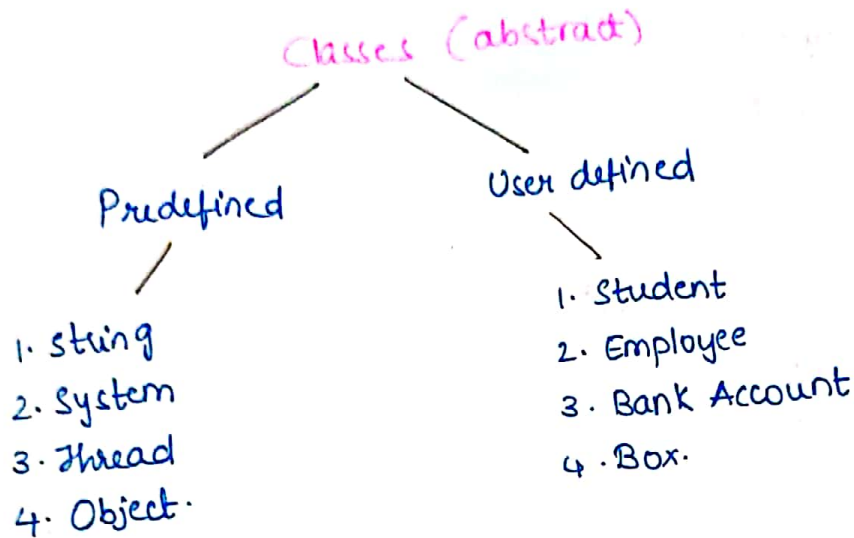 Classes (abstract)
Predefined
User defined
1. String
2. System
3. Thread
4. Object.
1. Student
2. Employee
3. Bank Account
4. Box.